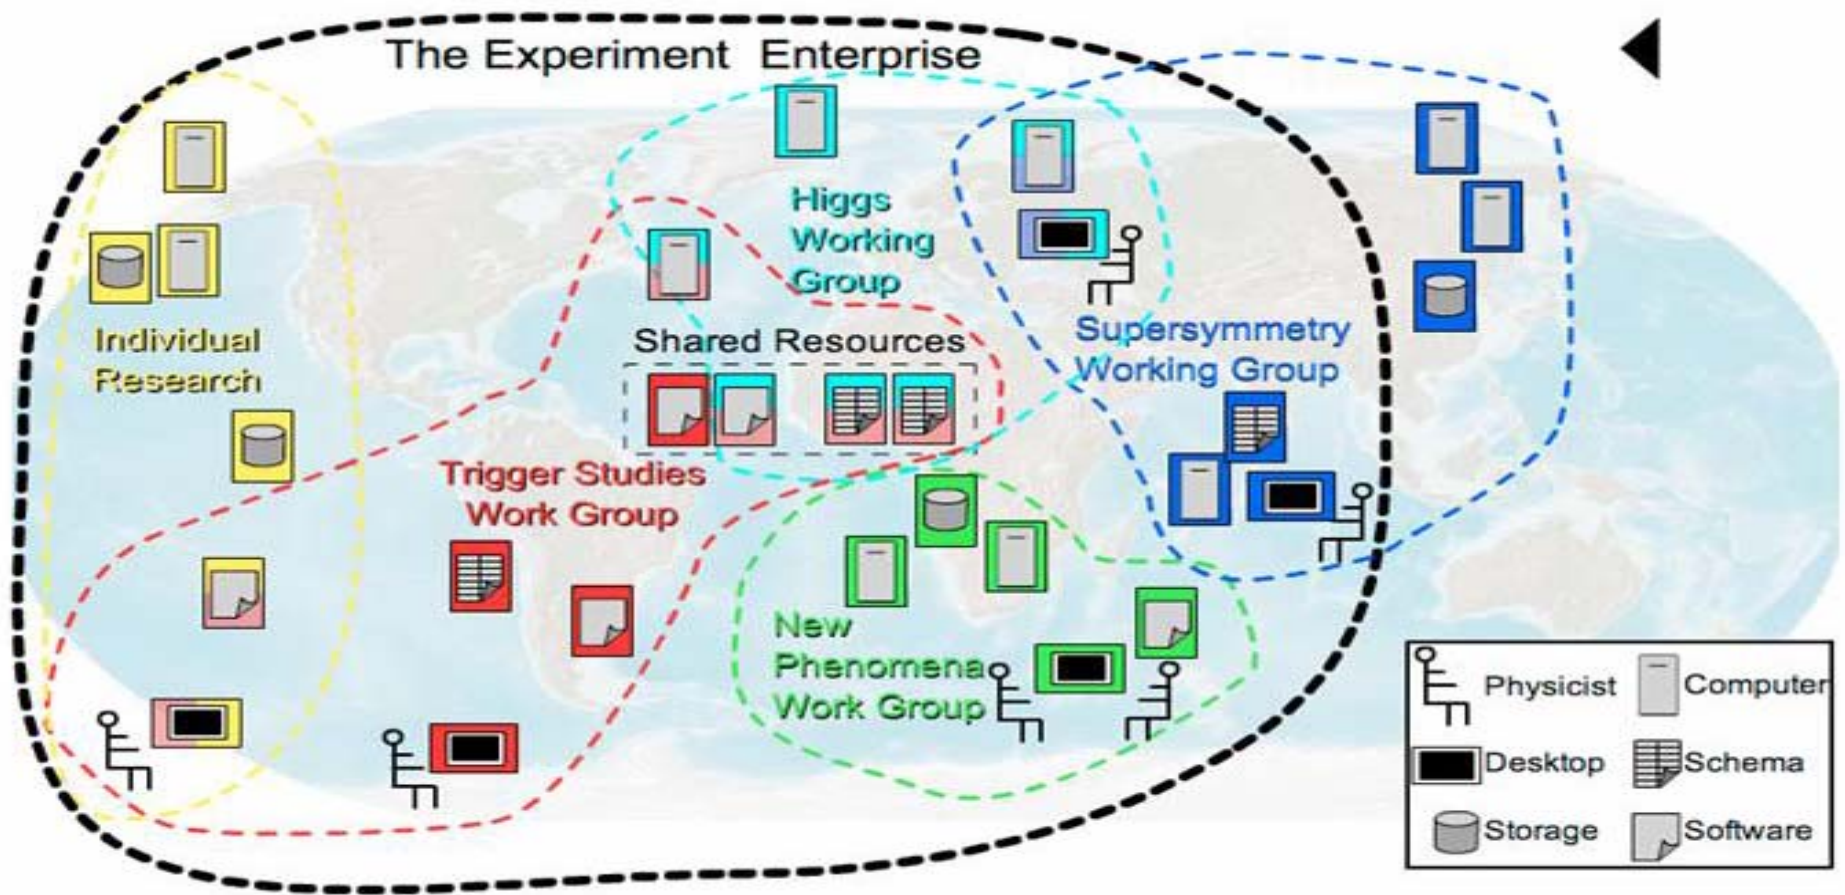 The Experiment Enterprise
Higgs
Working
Group
Individual
Research
Shared Resources
Supersymmetry
Working Group
Trigger Studies
Work Group
New
Phenomena
Work Group
Physicist
Computer
Desktop
Schema
Storage
Software